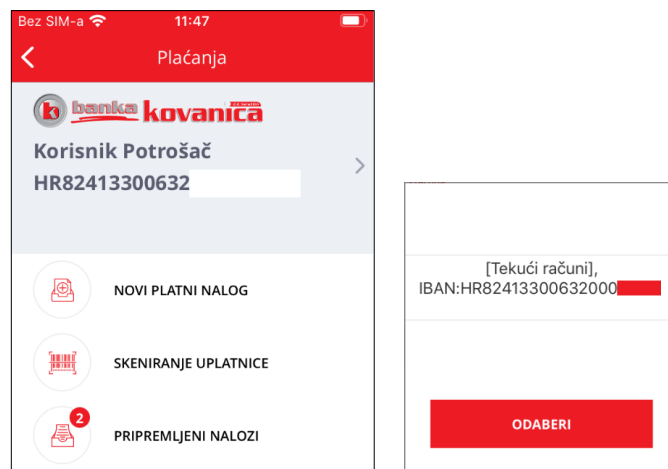 Bez SIM-a 11:47
Plaćanja
banka kovanica
Korisnik Potrošač
HR82413300632
NOVI PLATNI NALOG
SKENIRANJE UPLATNICE
2
PRIPREMLJENI NALOZI
[Tekući računi],
IBAN:HR82413300632000
ODABERI